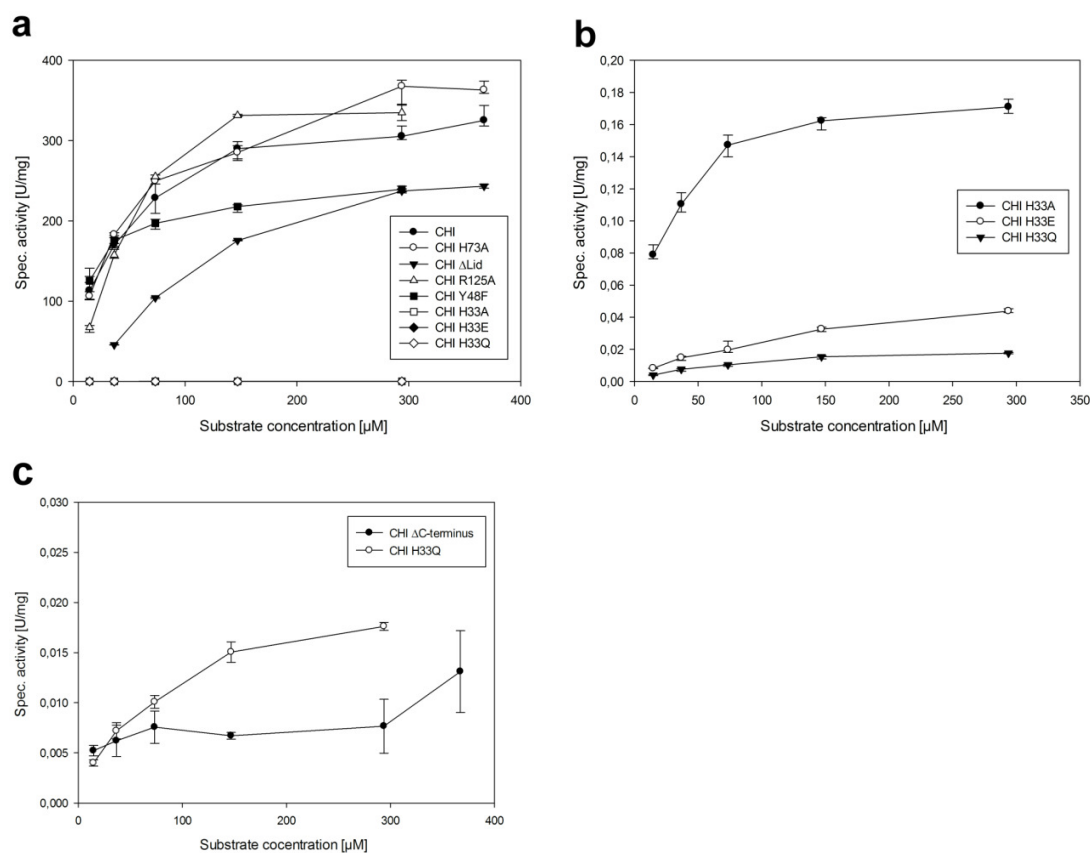 a
400
300
200
100
0
Spec. activity [U/mg]
CHI
CHI H73A
CHI ΔLid
CHI R125A
CHI Y48F
CHI H33A
CHI H33E
CHI H33Q
0 100 200 300 400
Substrate concentration [µM]
b
0,20
0,18
0,16
0,14
0,12
0,10
0,08
0,06
0,04
0,02
0,00
Spec. activity [U/mg]
CHI H33A
CHI H33E
CHI H33Q
0 50 100 150 200 250 300 350
Substrate concentration [µM]
c
0,030
0,025
0,020
0,015
0,010
0,005
0,000
Spec. activity [U/mg]
CHI ΔC-terminus
CHI H33Q
0 100 200 300 400
Substrate cocentration [µM]